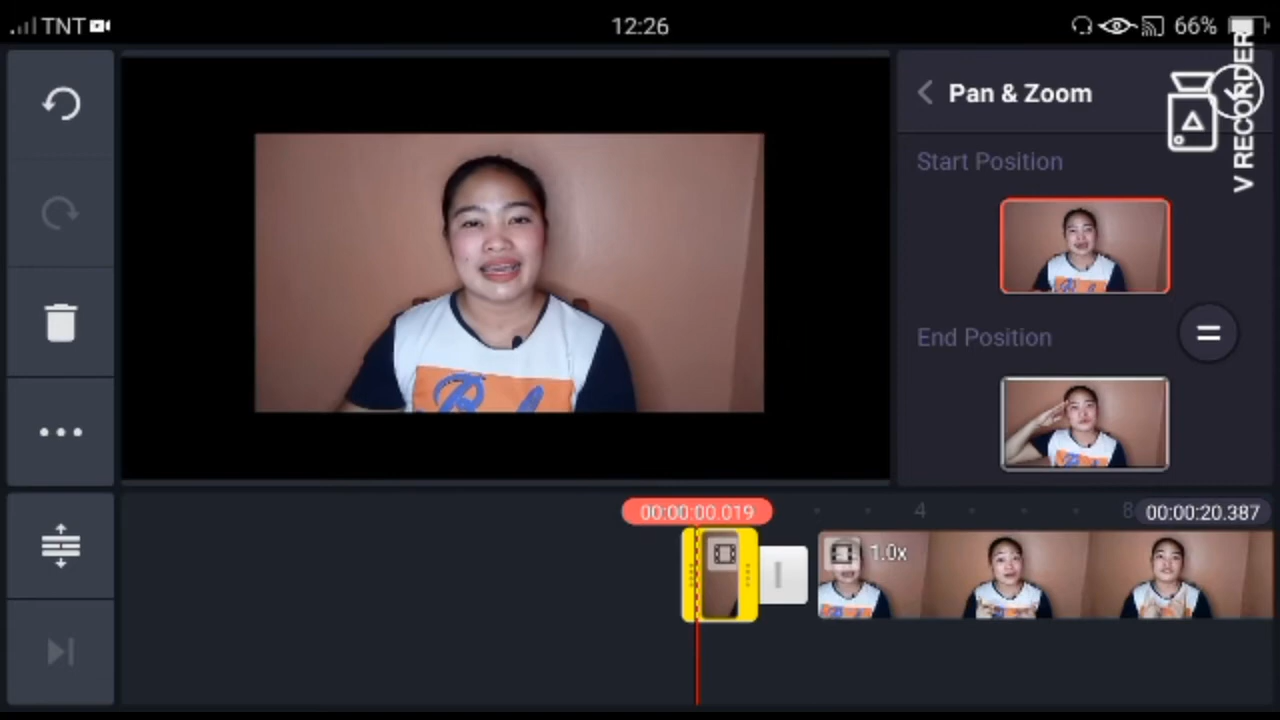 TNT
12:26
66%
V RECORDER
Pan & Zoom
Start Position
End Position
00:00:00.019
4
8
00:00:20.387
1.0x